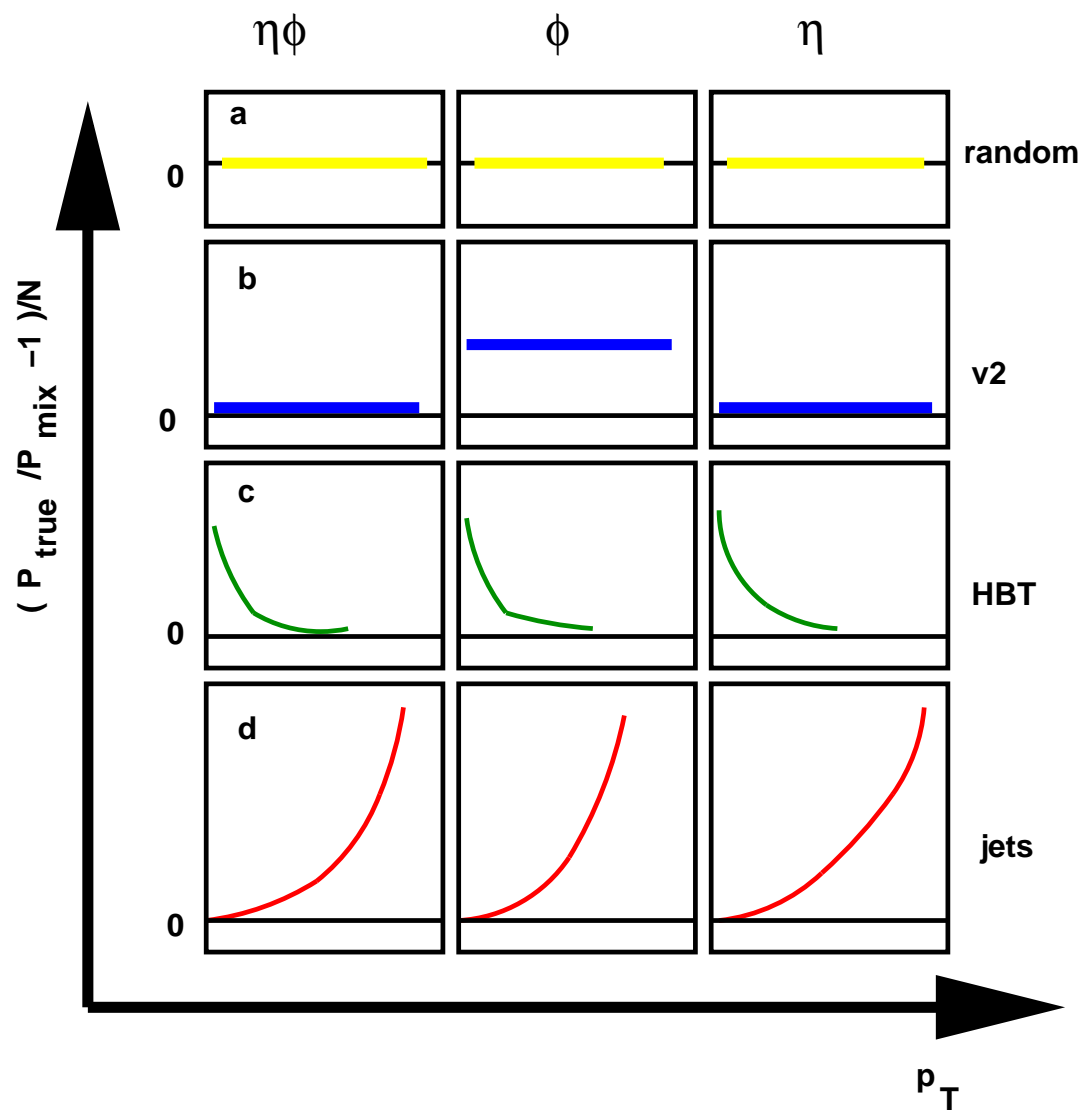 ηϕ ϕ η
a
0
random
b
0
v2
c
0
HBT
d
0
jets
( P true /P mix −1 )/N
p T